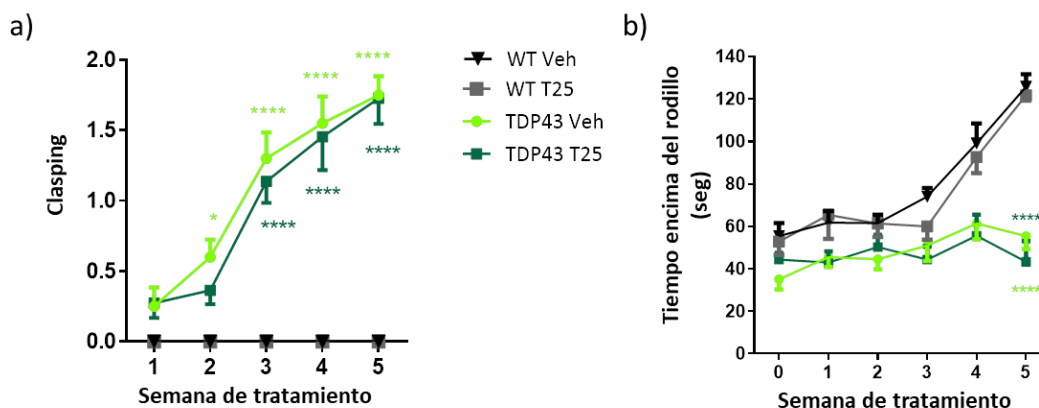 a)
Clasping
2.0
1.5
1.0
0.5
0.0
*
****
****
****
****
****
****
1 2 3 4 5
Semana de tratamiento
WT Veh
WT T25
TDP43 Veh
TDP43 T25
b)
Tiempo encima del rodillo
(seg)
140
120
100
80
60
40
20
0
****
****
0 1 2 3 4 5
Semana de tratamiento